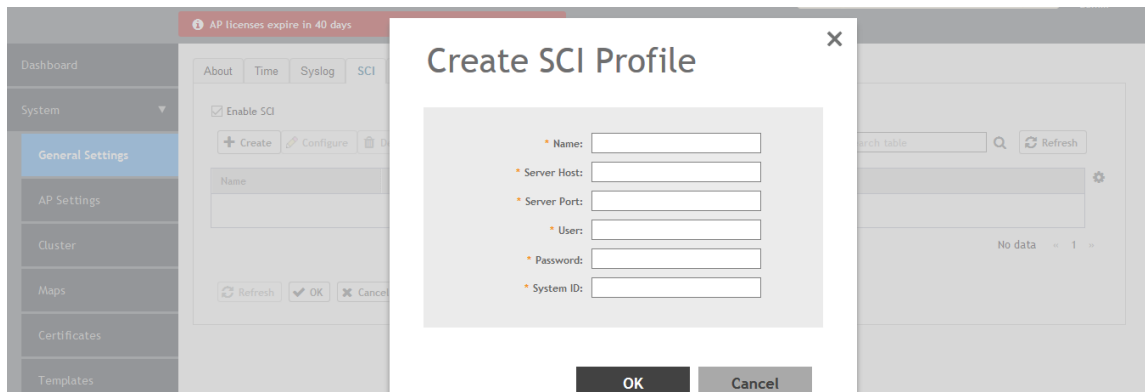 AP licenses expire in 40 days
Dashboard
System
General Settings
AP Settings
Cluster
Maps
Certificates
Templates
About Time Syslog SCI
Enable SCI
Create Configure
Refresh
Name
No data « 1 »
Refresh OK Cancel
Create SCI Profile
* Name:
* Server Host:
* Server Port:
* User:
* Password:
* System ID:
OK Cancel